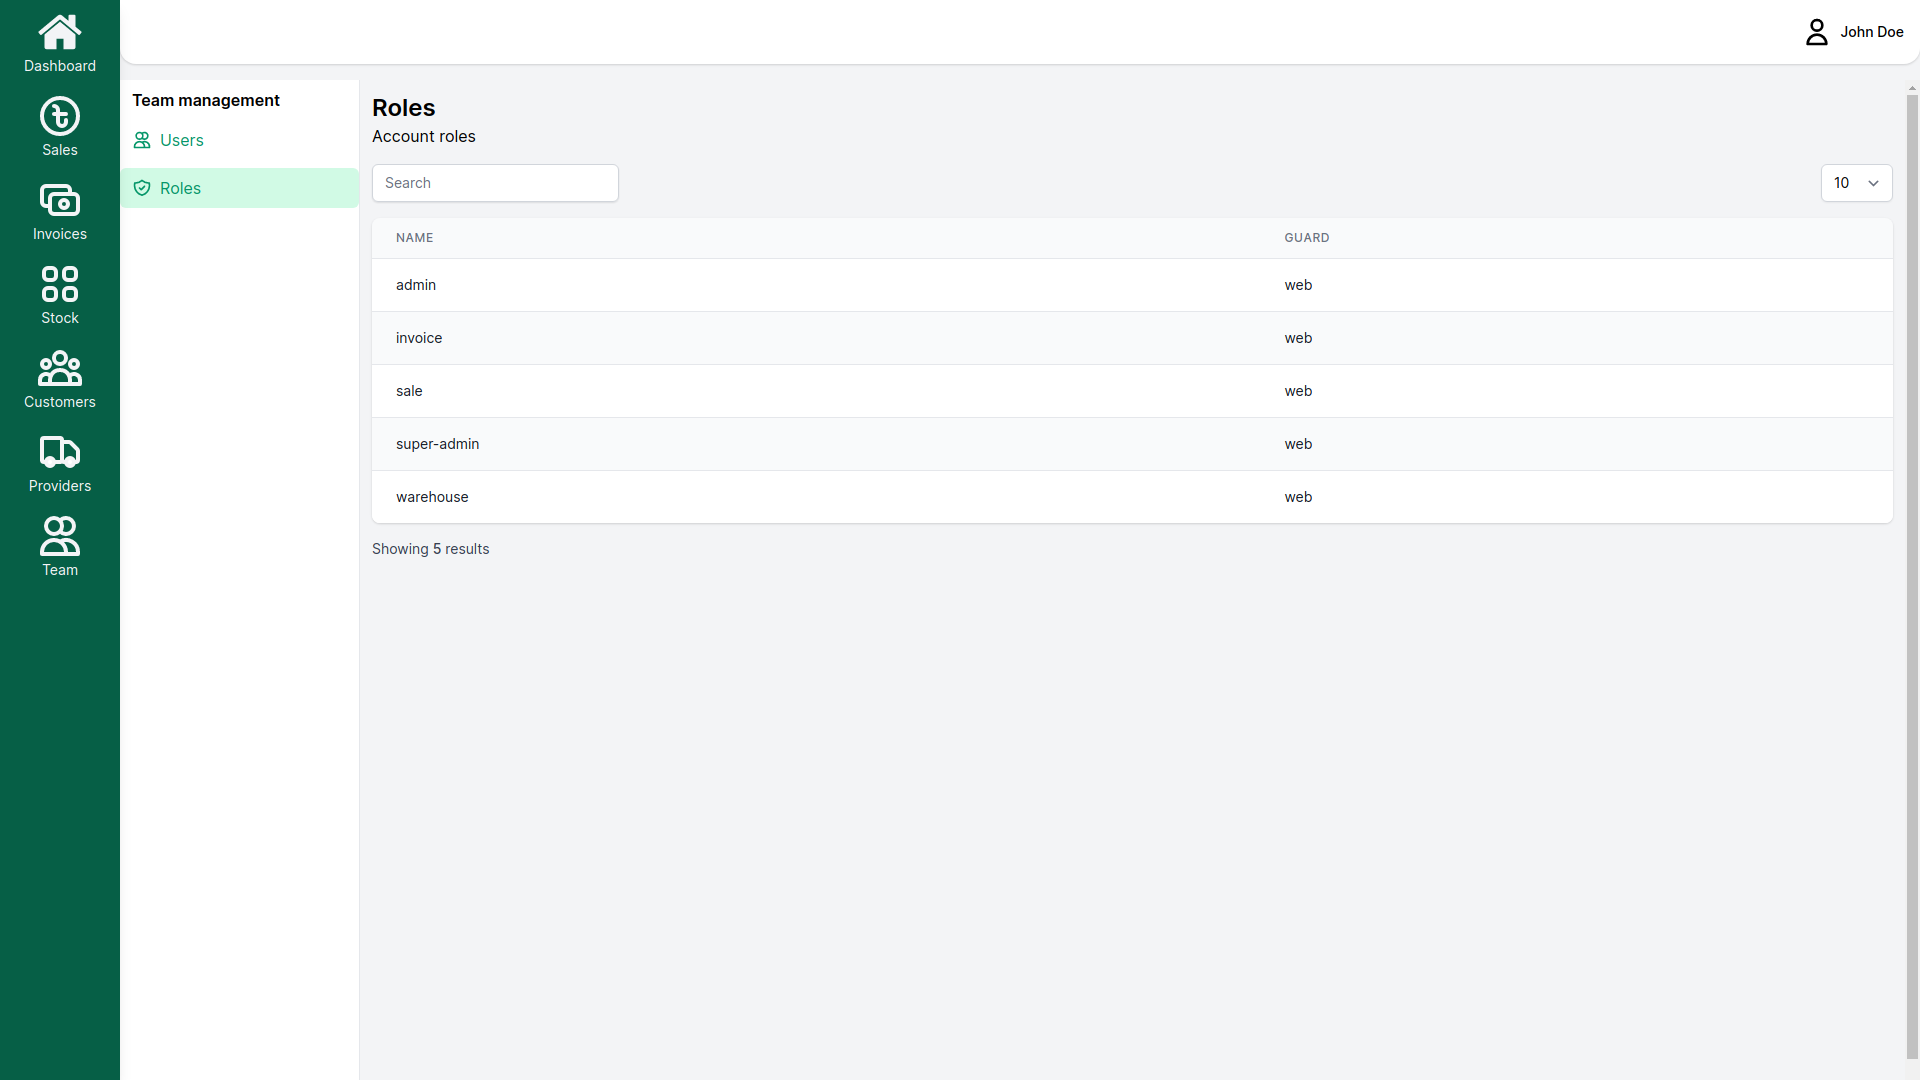 Dashboard
Sales
Invoices
Stock
Customers
Providers
Team
John Doe
Team management
Users
Roles
Roles
Account roles
Search
10
NAME GUARD
admin web
invoice web
sale web
super-admin web
warehouse web
Showing 5 results